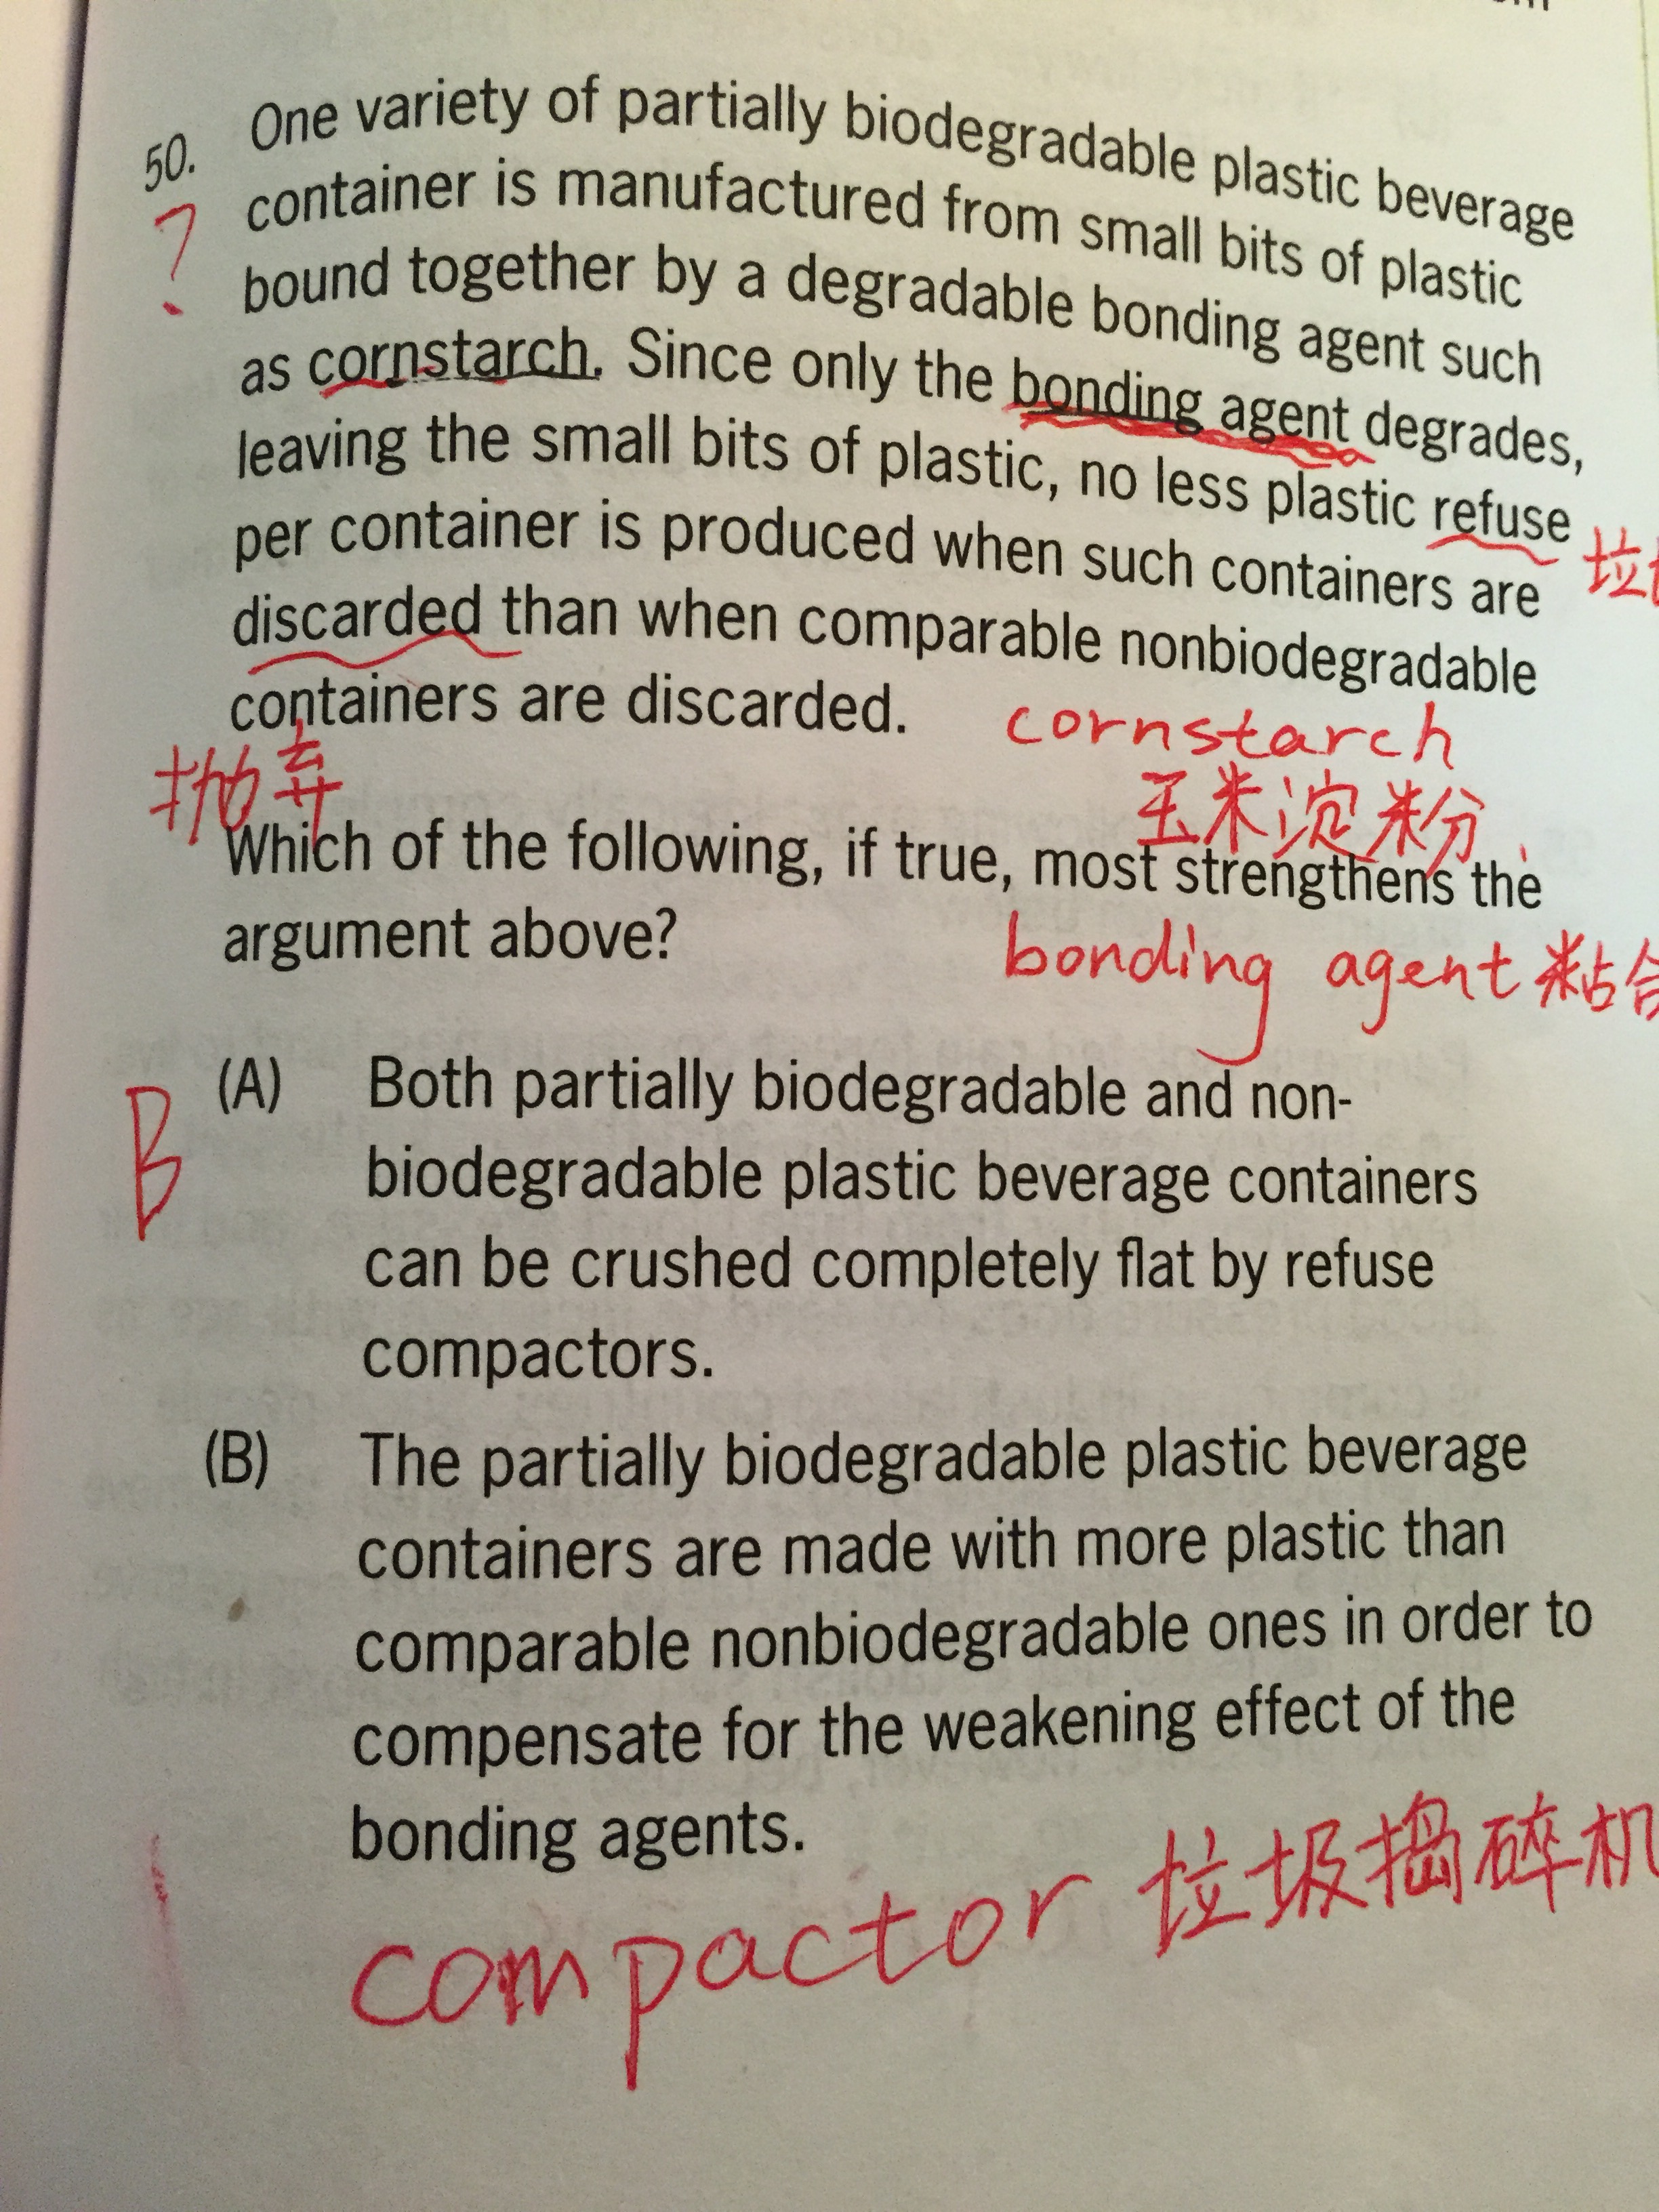 50. One variety of partially biodegradable plastic beverage
?
container is manufactured from small bits of plastic
bound together by a degradable bonding agent such
as cornstarch. Since only the bonding agent degrades,
leaving the small bits of plastic, no less plastic refuse
per container is produced when such containers are
discarded than when comparable nonbiodegradable
containers are discarded.
抛弃
cornstarch
玉米淀粉
Which of the following, if true, most strengthens the
argument above?
bonding agent 粘合
B
(A) Both partially biodegradable and non-
biodegradable plastic beverage containers
can be crushed completely flat by refuse
compactors.
(B) The partially biodegradable plastic beverage
containers are made with more plastic than
comparable nonbiodegradable ones in order to
compensate for the weakening effect of the
bonding agents.
compactor 垃圾捣碎机